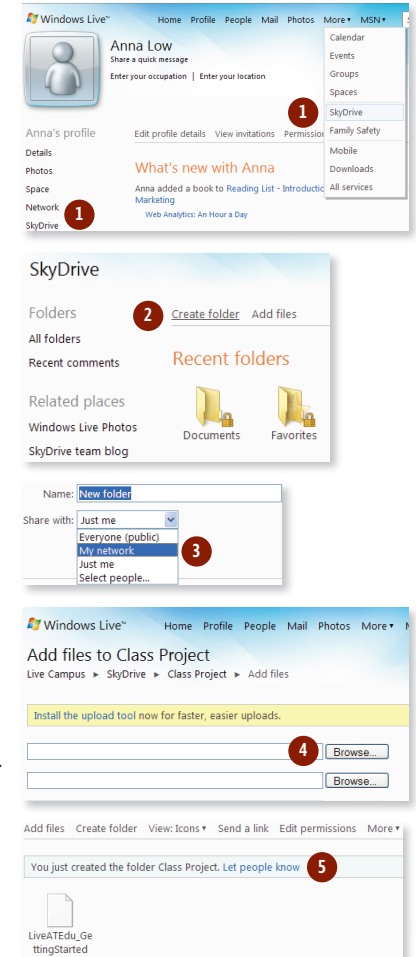 Windows Live™ Home Profile People Mail Photos More▾ MSN▾
Anna Low
Share a quick message
Enter your occupation | Enter your location
Calendar
Events
Groups
Spaces
1
SkyDrive
Family Safety
Mobile
Downloads
All services
Anna's profile
Edit profile details View invitations
Details
Photos
Space
Network
1
SkyDrive
What's new with Anna
Anna added a book to Reading List -
Marketing
Web Analytics: An Hour a Day
SkyDrive
Folders
2
Create folder Add files
All folders
Recent comments
Recent folders
Related places
Windows Live Photos
SkyDrive team blog
Documents Favorites
Name: New folder
Share with: Just me
Everyone (public)
My network
3
Just me
Select people...
Windows Live™ Home Profile People Mail Photos More▾
Add files to Class Project
Live Campus ▸ SkyDrive ▸ Class Project ▸ Add files
Install the upload tool now for faster, easier uploads.
4
Browse...
Browse...
Add files Create folder View: Icons▾ Send a link Edit permissions More▾
You just created the folder Class Project. Let people know
5
LiveATEdu_Ge
ttingStarted